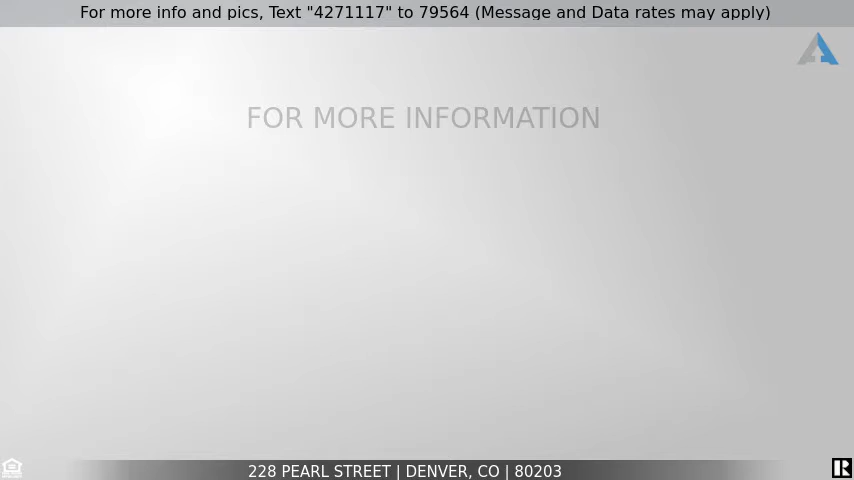 For more info and pics, Text "4271117" to 79564 (Message and Data rates may apply)
FOR MORE INFORMATION
228 PEARL STREET | DENVER, CO | 80203